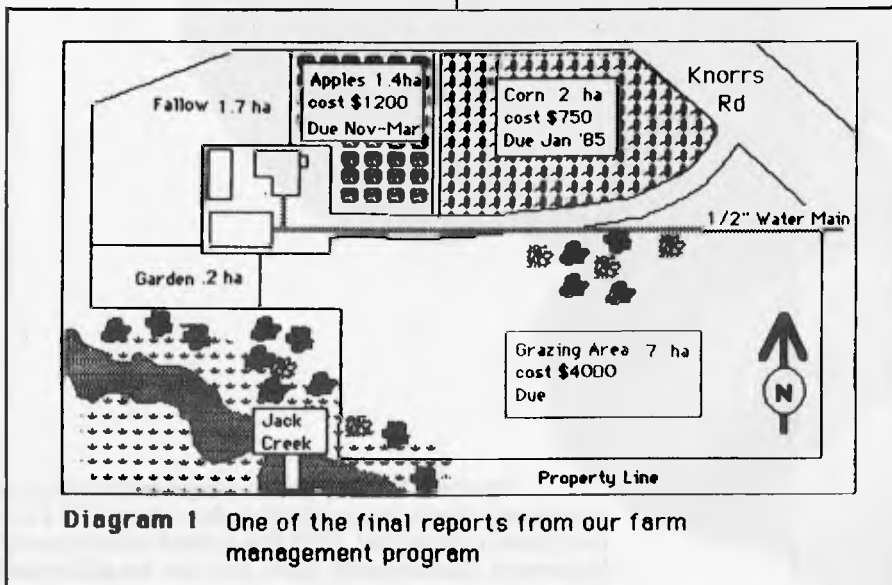 Apples 1.4ha
cost $1200
Due Nov-Mar
Corn 2 ha
cost $750
Due Jan '85
Knorrs
Rd
Fallow 1.7 ha
1/2" Water Main
Garden .2 ha
Grazing Area 7 ha
cost $4000
Due
N
Jack
Creek
Property Line
Diagram 1 One of the final reports from our farm
management program